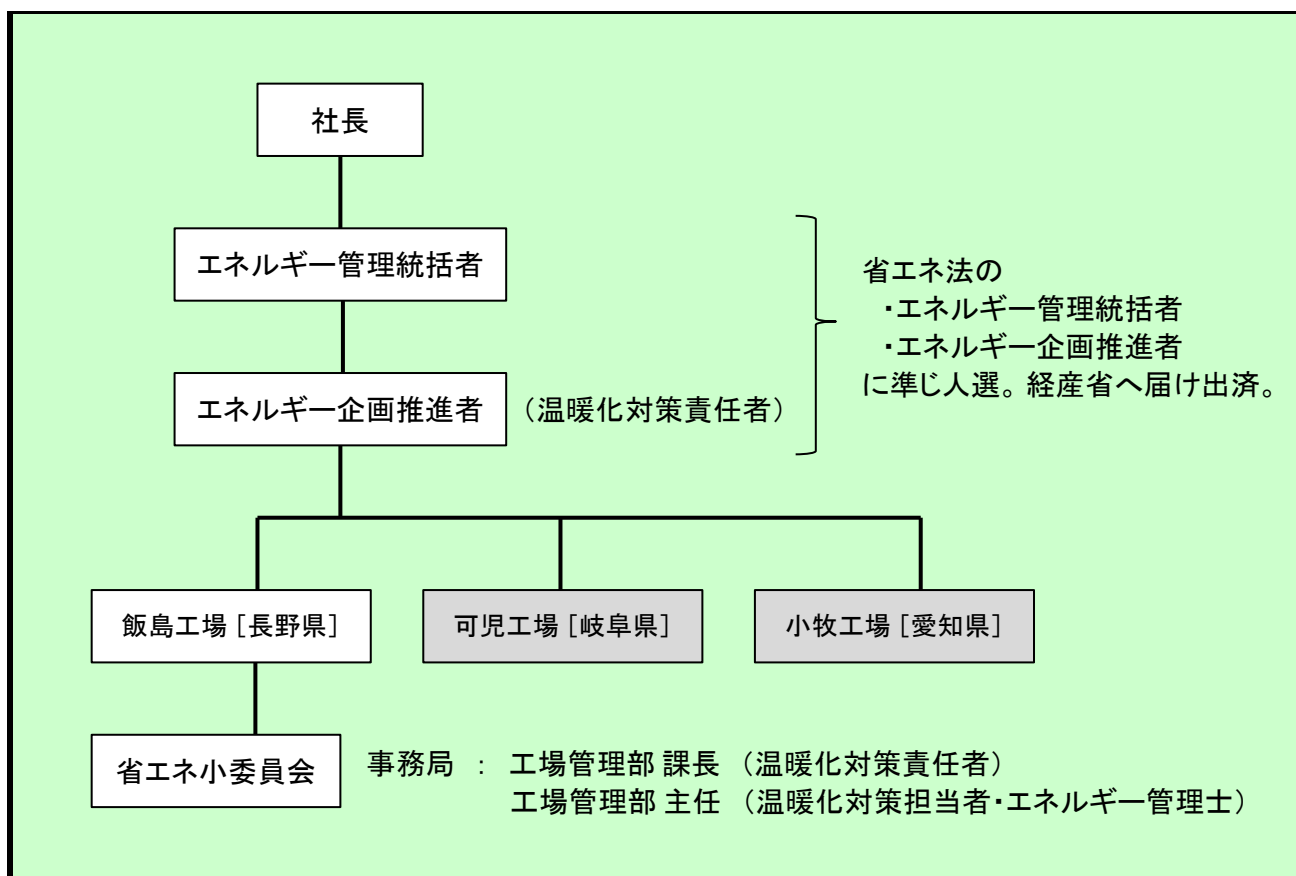 社長
エネルギー管理統括者
エネルギー企画推進者 (温暖化対策責任者)
省エネ法の
・エネルギー管理統括者
・エネルギー企画推進者
に準じ人選。経産省へ届け出済。
飯島工場 [長野県]
可児工場 [岐阜県]
小牧工場 [愛知県]
省エネ小委員会
事務局 : 工場管理部 課長 (温暖化対策責任者)
工場管理部 主任 (温暖化対策担当者・エネルギー管理士)